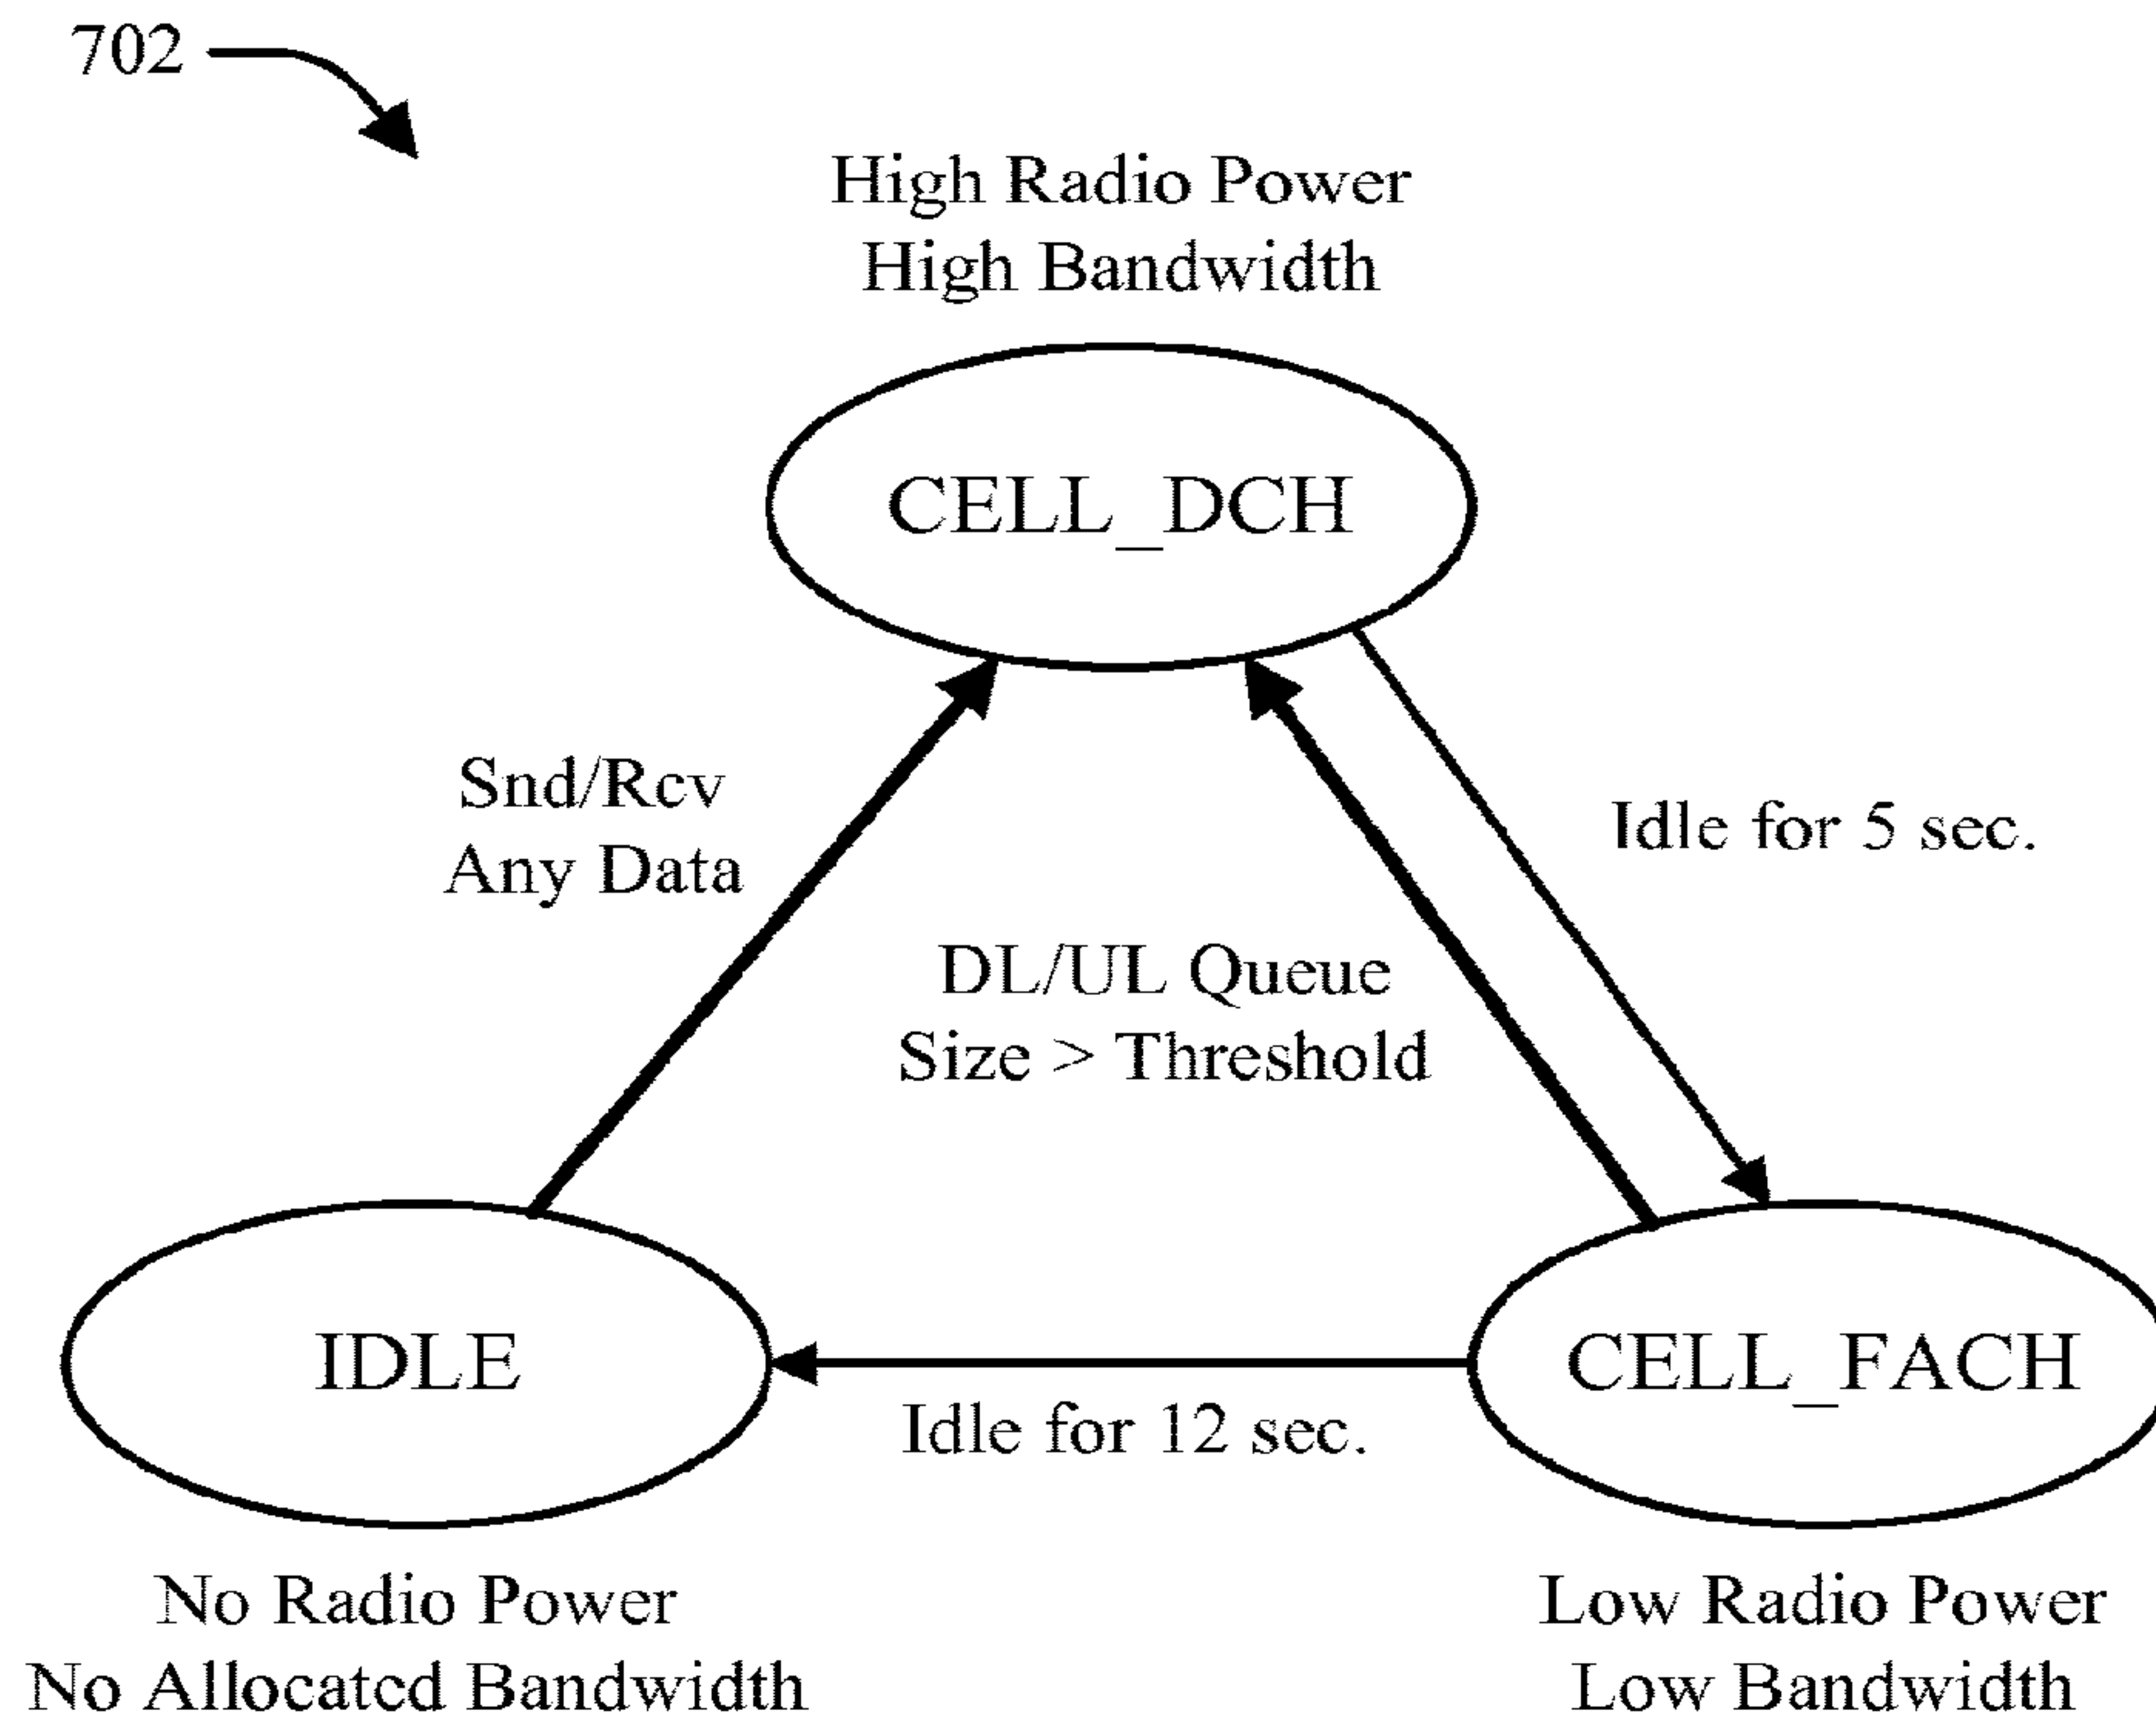 702
High Radio Power
High Bandwidth
CELL_DCH
Snd/Rcv
Any Data
Idle for 5 sec.
DL/UL Queue
Size > Threshold
IDLE
CELL_FACH
Idle for 12 sec.
No Radio Power
No Allocated Bandwidth
Low Radio Power
Low Bandwidth